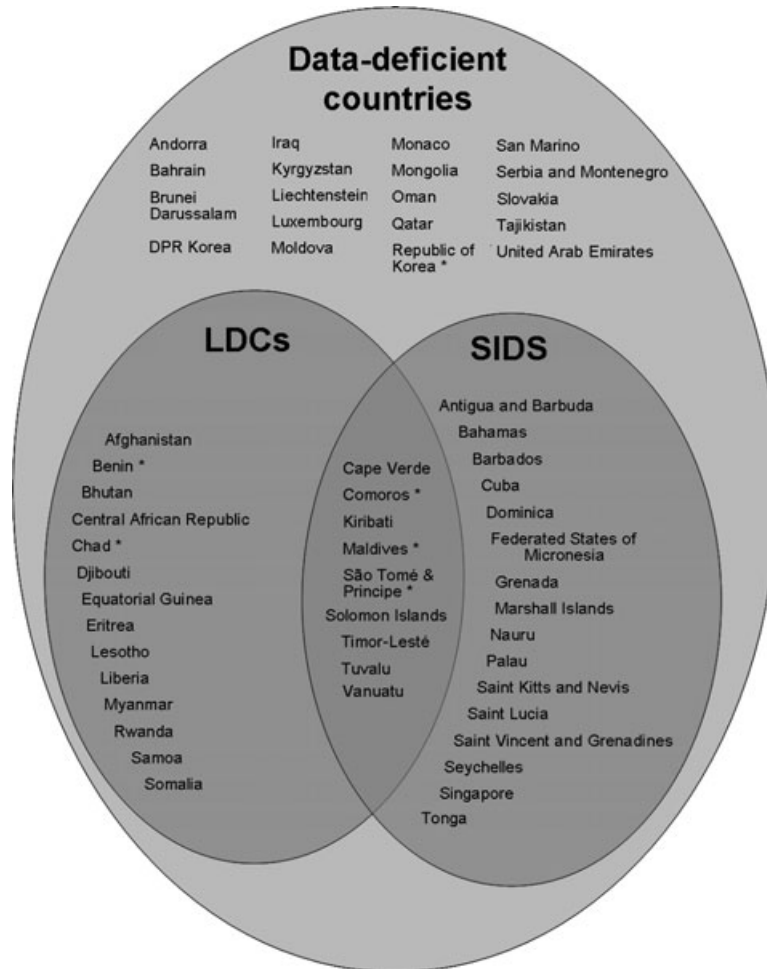 Data-deficient
countries
Andorra
Bahrain
Brunei
Darussalam
DPR Korea
Iraq
Kyrgyzstan
Liechtenstein
Luxembourg
Moldova
Monaco
Mongolia
Oman
Qatar
Republic of
Korea *
San Marino
Serbia and Montenegro
Slovakia
Tajikistan
United Arab Emirates
LDCs
Afghanistan
Benin *
Bhutan
Central African Republic
Chad *
Djibouti
Equatorial Guinea
Eritrea
Lesotho
Liberia
Myanmar
Rwanda
Samoa
Somalia
Cape Verde
Comoros *
Kiribati
Maldives *
São Tomé &
Principe *
Solomon Islands
Timor-Lesté
Tuvalu
Vanuatu
SIDS
Antigua and Barbuda
Bahamas
Barbados
Cuba
Dominica
Federated States of
Micronesia
Grenada
Marshall Islands
Nauru
Palau
Saint Kitts and Nevis
Saint Lucia
Saint Vincent and Grenadines
Seychelles
Singapore
Tonga